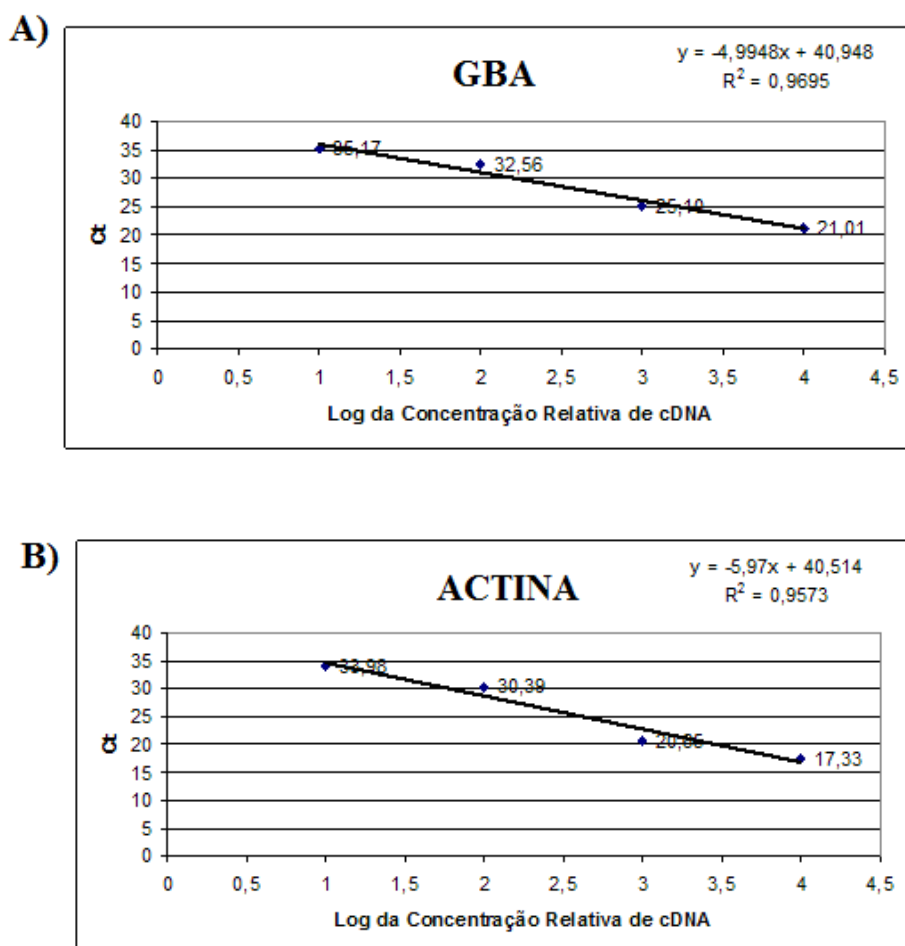 A)
GBA
y = -4,9948x + 40,948
R² = 0,9695
40
35
30
25
20
15
10
5
0
Ct
35,17
32,56
21,01
0 0,5 1 1,5 2 2,5 3 3,5 4 4,5
Log da Concentração Relativa de cDNA
B)
ACTINA
y = -5,97x + 40,514
R² = 0,9573
40
35
30
25
20
15
10
5
0
Ct
33,98
30,39
20,65
17,33
0 0,5 1 1,5 2 2,5 3 3,5 4 4,5
Log da Concentração Relativa de cDNA